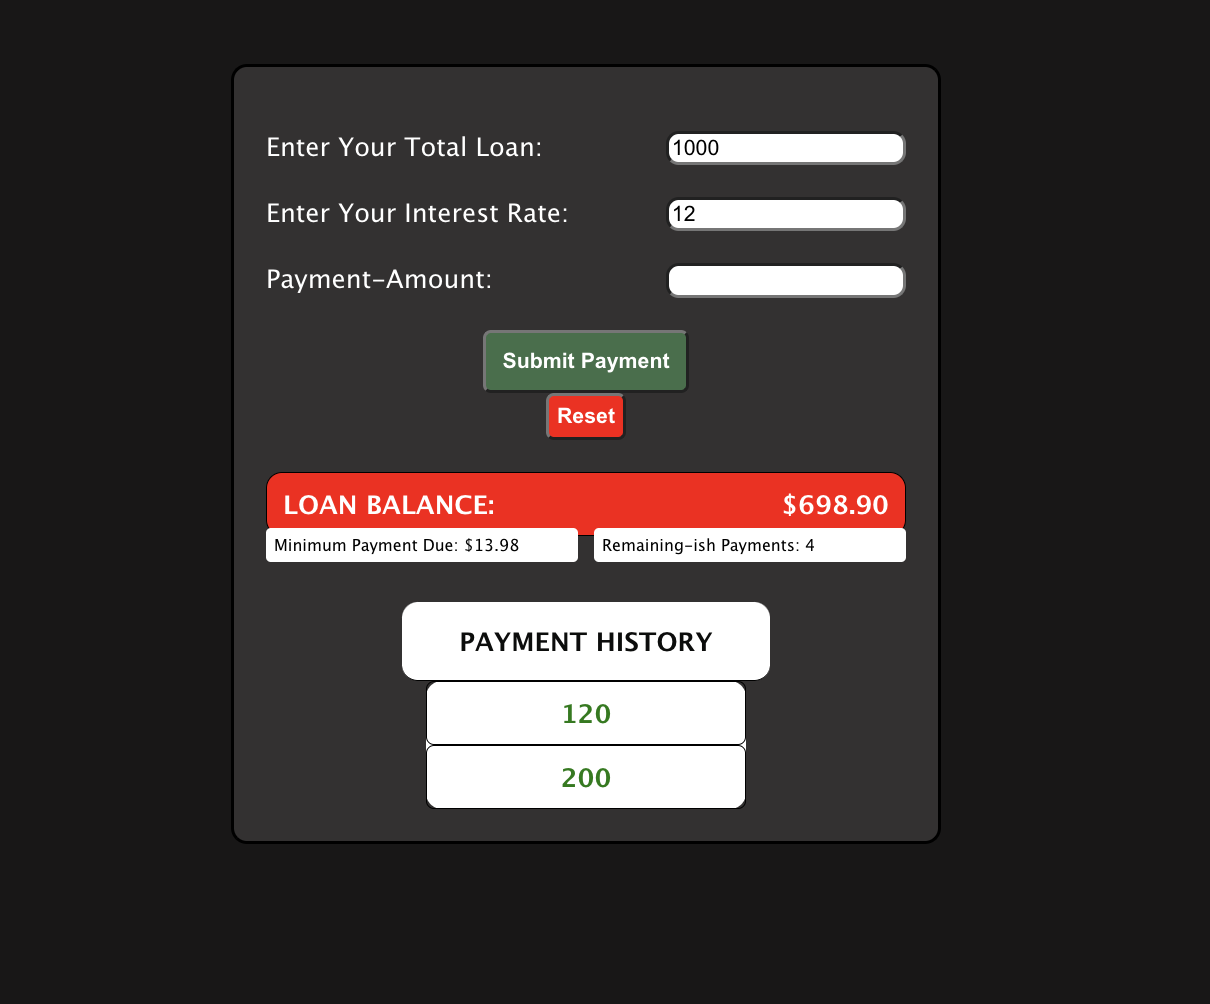 Enter Your Total Loan: 1000
Enter Your Interest Rate: 12
Payment-Amount:
Submit Payment
Reset
LOAN BALANCE: $698.90
Minimum Payment Due: $13.98 Remaining-ish Payments: 4
PAYMENT HISTORY
120
200